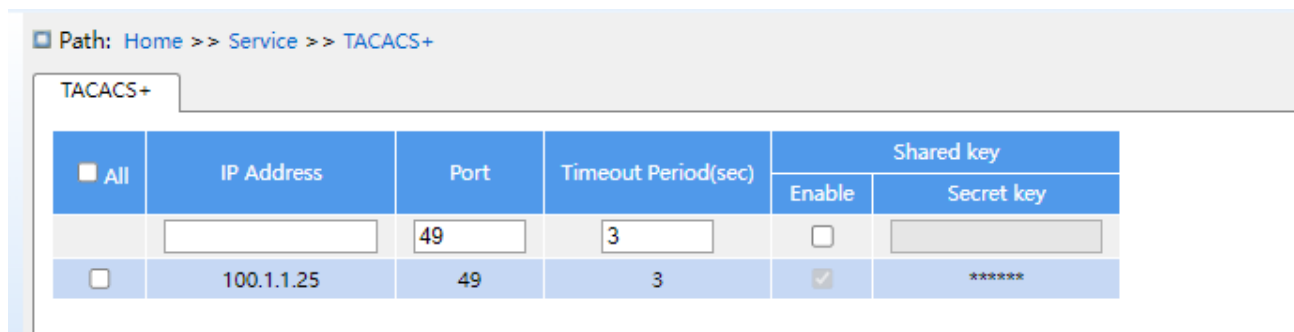 Path: Home >> Service >> TACACS+
TACACS+
All IP Address Port Timeout Period(sec) Shared key
Enable Secret key
49 3
100.1.1.25 49 3 ******